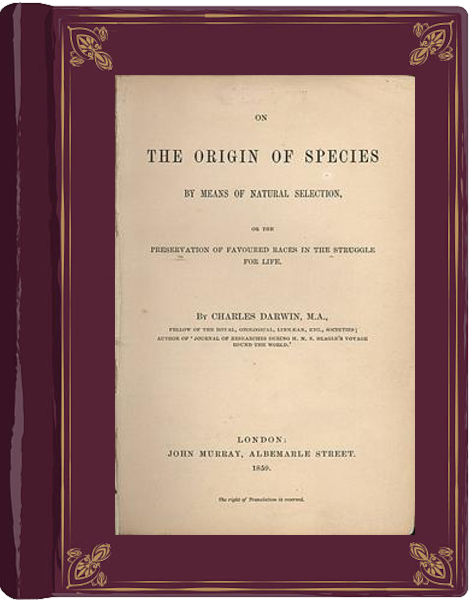 ON
THE ORIGIN OF SPECIES
BY MEANS OF NATURAL SELECTION,
OR THE
PRESERVATION OF FAVOURED RACES IN THE STRUGGLE
FOR LIFE.
BY CHARLES DARWIN, M.A.,
FELLOW OF THE ROYAL, GEOLOGICAL, LINNÆAN, ETC., SOCIETIES;
AUTHOR OF 'JOURNAL OF RESEARCHES DURING H. M. S. BEAGLE'S VOYAGE
ROUND THE WORLD.'
LONDON:
JOHN MURRAY, ALBEMARLE STREET.
1859.
The right of Translation is reserved.